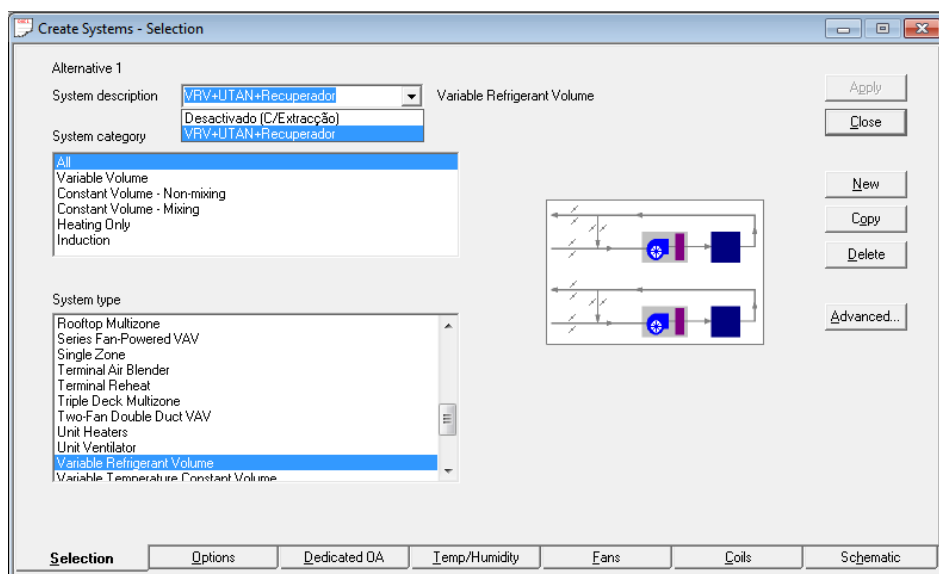 Create Systems - Selection
Alternative 1
System description
VRV+UTAN+Recuperador
Variable Refrigerant Volume
Desactivado (C/Extracção)
VRV+UTAN+Recuperador
System category
All
Variable Volume
Constant Volume - Non-mixing
Constant Volume - Mixing
Heating Only
Induction
System type
Rooftop Multizone
Series Fan-Powered VAV
Single Zone
Terminal Air Blender
Terminal Reheat
Triple Deck Multizone
Two-Fan Double Duct VAV
Unit Heaters
Unit Ventilator
Variable Refrigerant Volume
Variable Temperature Constant Volume
Apply
Close
New
Copy
Delete
Advanced...
Selection
Options
Dedicated OA
Temp/Humidity
Fans
Coils
Schematic